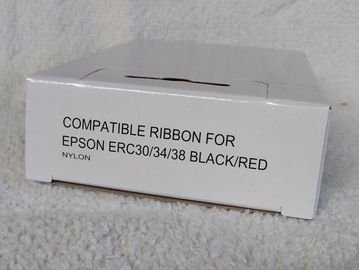 COMPATIBLE RIBBON FOR
EPSON ERC30/34/38 BLACK/RED
NYLON